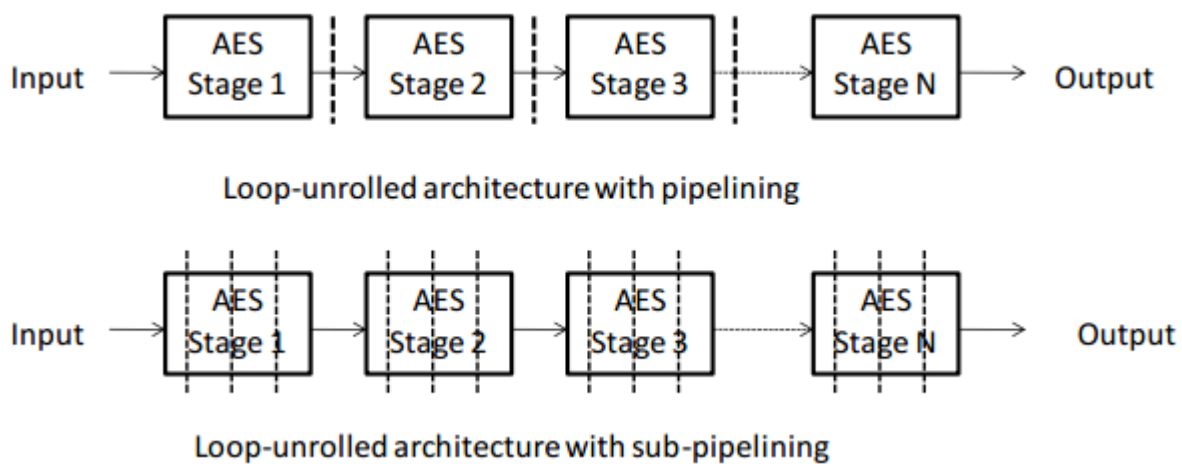 Input
AES
Stage 1
AES
Stage 2
AES
Stage 3
AES
Stage N
Output
Loop-unrolled architecture with pipelining
Input
AES
Stage 1
AES
Stage 2
AES
Stage 3
AES
Stage N
Output
Loop-unrolled architecture with sub-pipelining